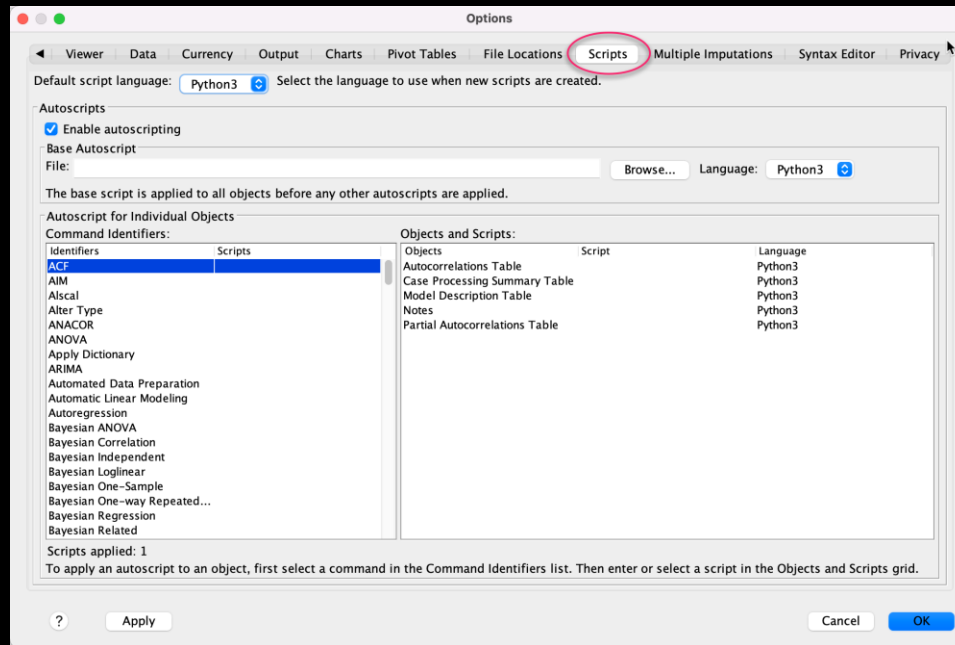 Options
Viewer Data Currency Output Charts Pivot Tables File Locations Scripts Multiple Imputations Syntax Editor Privacy
Default script language: Python3 Select the language to use when new scripts are created.
Autoscripts
Enable autoscripting
Base Autoscript
File: Browse... Language: Python3
The base script is applied to all objects before any other autoscripts are applied.
Autoscript for Individual Objects
Command Identifiers: Objects and Scripts:
Identifiers Scripts Objects Script Language
ACF Autocorrelations Table Python3
AIM Case Processing Summary Table Python3
Alscal Model Description Table Python3
Alter Type Notes Python3
ANACOR Partial Autocorrelations Table Python3
ANOVA
Apply Dictionary
ARIMA
Automated Data Preparation
Automatic Linear Modeling
Autoregression
Bayesian ANOVA
Bayesian Correlation
Bayesian Independent
Bayesian Loglinear
Bayesian One-Sample
Bayesian One-way Repeated...
Bayesian Regression
Bayesian Related
Scripts applied: 1
To apply an autoscript to an object, first select a command in the Command Identifiers list. Then enter or select a script in the Objects and Scripts grid.
? Apply Cancel OK